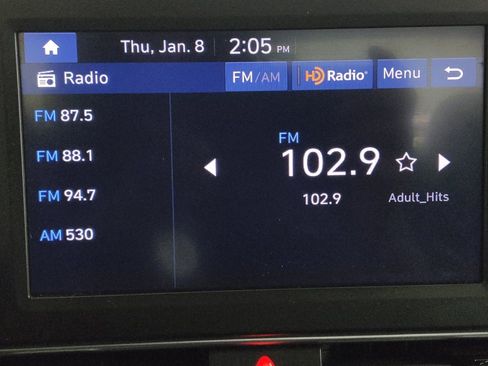 Thu, Jan. 8 2:05 PM
Radio FM/AM HD Radio® Menu
FM 87.5
FM 88.1
FM 94.7
AM 530
FM
102.9
102.9 Adult_Hits